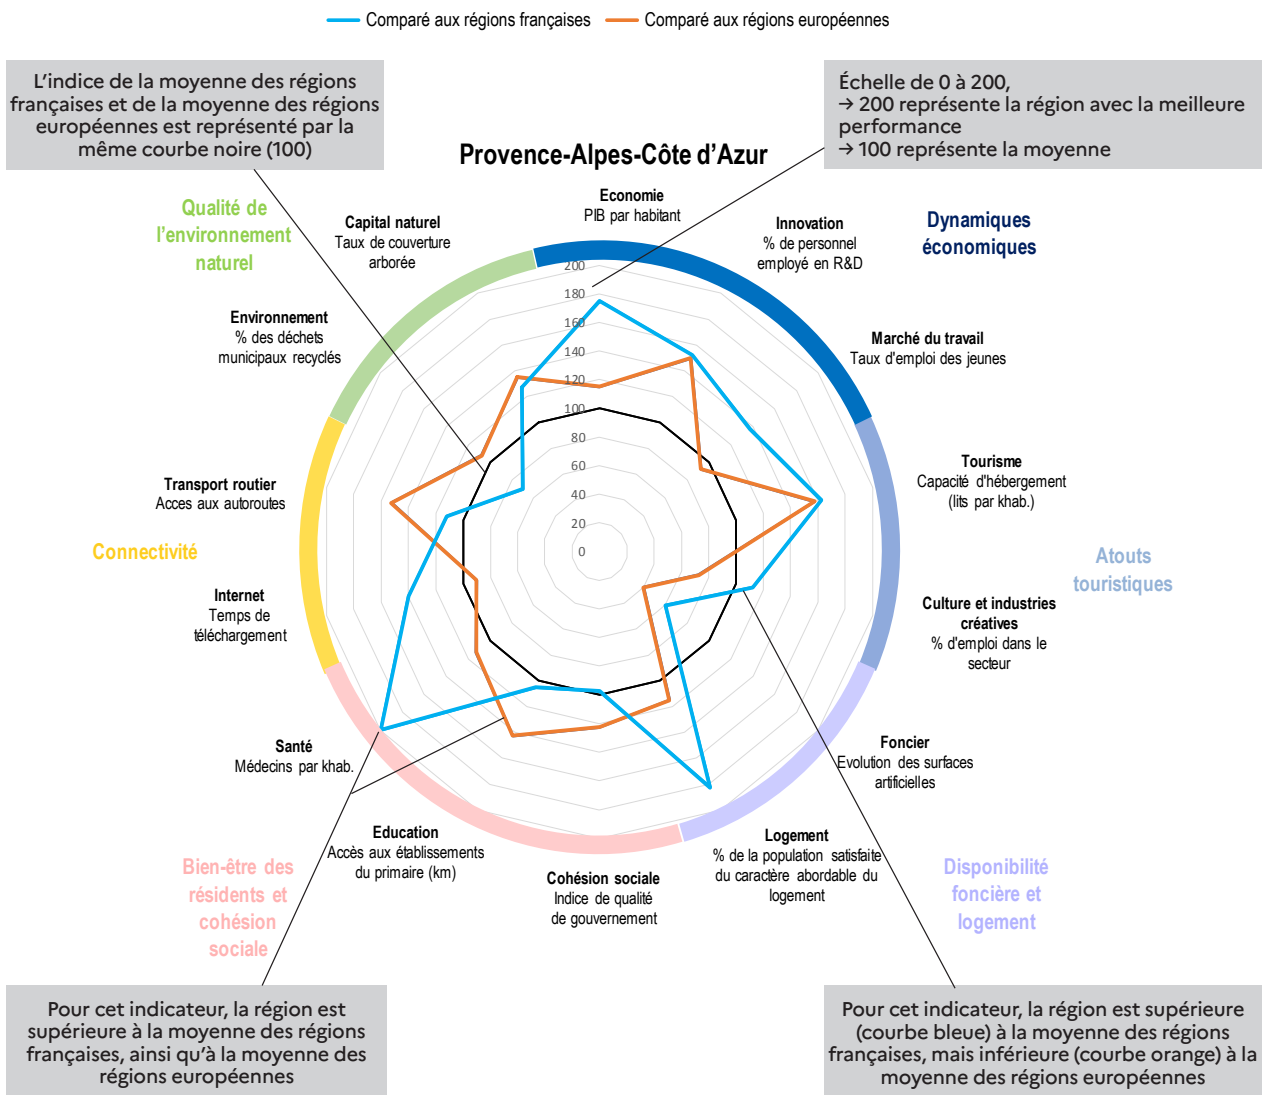 Comparé aux régions françaises
Comparé aux régions européennes
L'indice de la moyenne des régions
françaises et de la moyenne des régions
européennes est représenté par la
même courbe noire (100)
Échelle de 0 à 200,
→ 200 représente la région avec la meilleure
performance
→ 100 représente la moyenne
Provence-Alpes-Côte d'Azur
Qualité de
l'environnement
naturel
Capital naturel
Taux de couverture
arborée
Economie
PIB par habitant
Innovation
% de personnel
employé en R&D
Dynamiques
économiques
Environnement
% des déchets
municipaux recyclés
Marché du travail
Taux d'emploi des jeunes
200
180
160
140
120
100
80
60
40
20
0
Transport routier
Acces aux autoroutes
Tourisme
Capacité d'hébergement
(lits par khab.)
Connectivité
Atouts
touristiques
Internet
Temps de
téléchargement
Culture et industries
créatives
% d'emploi dans le
secteur
Santé
Médecins par khab.
Foncier
Evolution des surfaces
artificielles
Education
Accès aux établissements
du primaire (km)
Cohésion sociale
Indice de qualité
de gouvernement
Logement
% de la population satisfaite
du caractère abordable du
logement
Bien-être des
résidents et
cohésion
sociale
Disponibilité
foncière et
logement
Pour cet indicateur, la région est
supérieure à la moyenne des régions
françaises, ainsi qu'à la moyenne des
régions européennes
Pour cet indicateur, la région est supérieure
(courbe bleue) à la moyenne des régions
françaises, mais inférieure (courbe orange) à la
moyenne des régions européennes